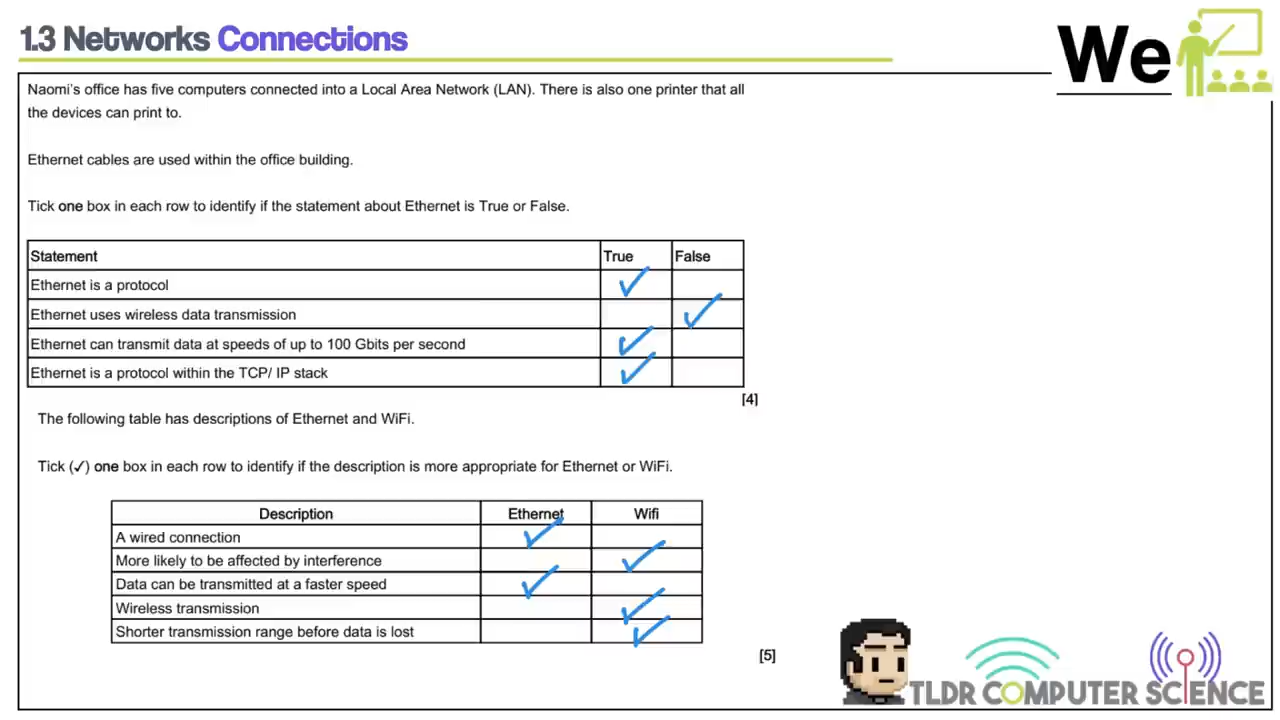 1.3 Networks Connections
We
Naomi's office has five computers connected into a Local Area Network (LAN). There is also one printer that all
the devices can print to.
Ethernet cables are used within the office building.
Tick one box in each row to identify if the statement about Ethernet is True or False.
Statement True False
Ethernet is a protocol ✓
Ethernet uses wireless data transmission ✓
Ethernet can transmit data at speeds of up to 100 Gbits per second ✓
Ethernet is a protocol within the TCP/ IP stack ✓
[4]
The following table has descriptions of Ethernet and WiFi.
Tick (✓) one box in each row to identify if the description is more appropriate for Ethernet or WiFi.
Description Ethernet Wifi
A wired connection ✓
More likely to be affected by interference ✓
Data can be transmitted at a faster speed ✓
Wireless transmission ✓
Shorter transmission range before data is lost ✓
[5]
TLDR COMPUTER SCIENCE